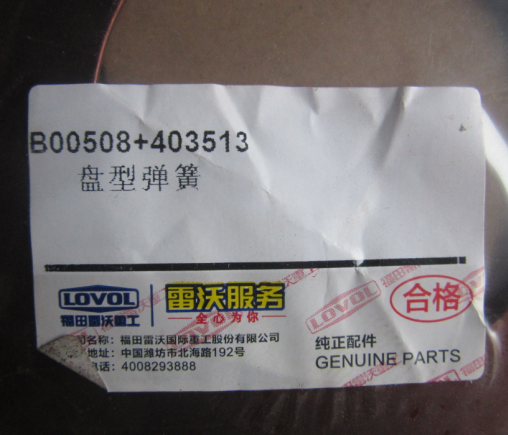 B00508+403513
盘型弹簧
LOVOL
福田雷沃重工
雷沃服务
全心为你
合格
名称：福田雷沃国际重工股份有限公司
地址：中国潍坊市北海路192号
电话：4008293888
纯正配件
GENUINE PARTS